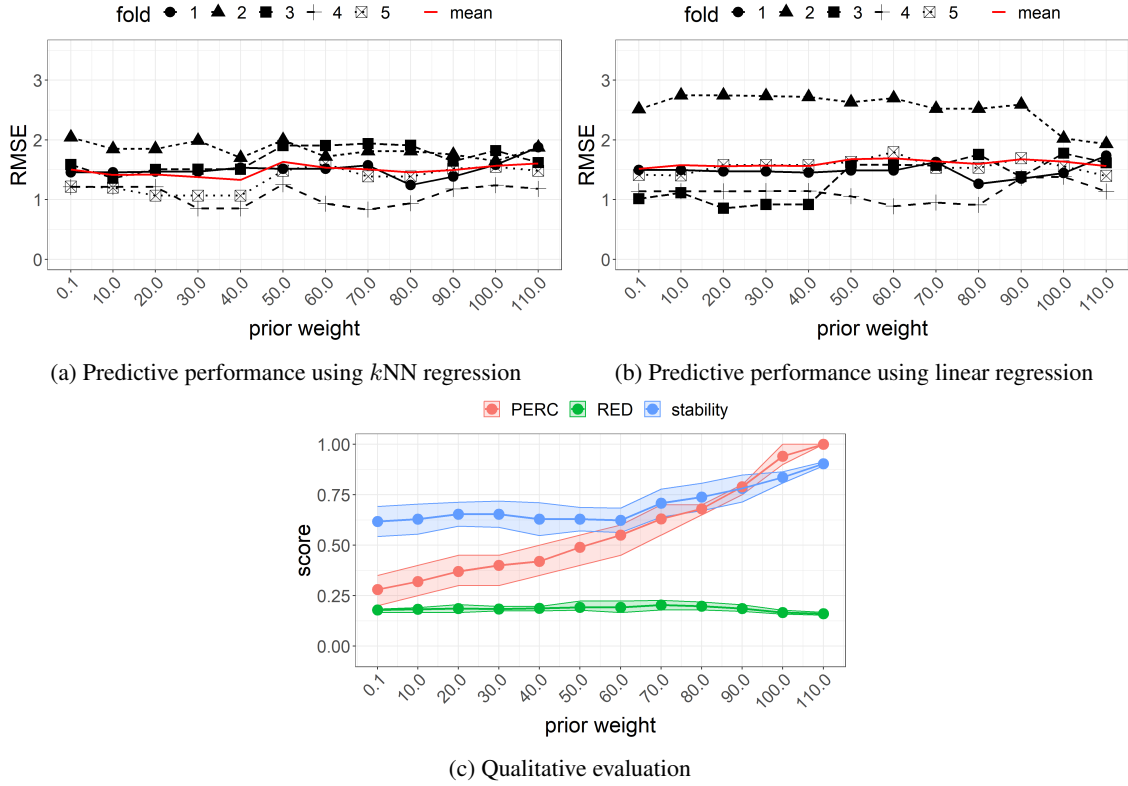 fold 1 2 3 4 5 mean
fold 1 2 3 4 5 mean
RMSE
3
2
1
0
0.1 10.0 20.0 30.0 40.0 50.0 60.0 70.0 80.0 90.0 100.0 110.0
prior weight
RMSE
3
2
1
0
0.1 10.0 20.0 30.0 40.0 50.0 60.0 70.0 80.0 90.0 100.0 110.0
prior weight
(a) Predictive performance using kNN regression
(b) Predictive performance using linear regression
PERC RED stability
score
1.00
0.75
0.50
0.25
0.00
0.1 10.0 20.0 30.0 40.0 50.0 60.0 70.0 80.0 90.0 100.0 110.0
prior weight
(c) Qualitative evaluation